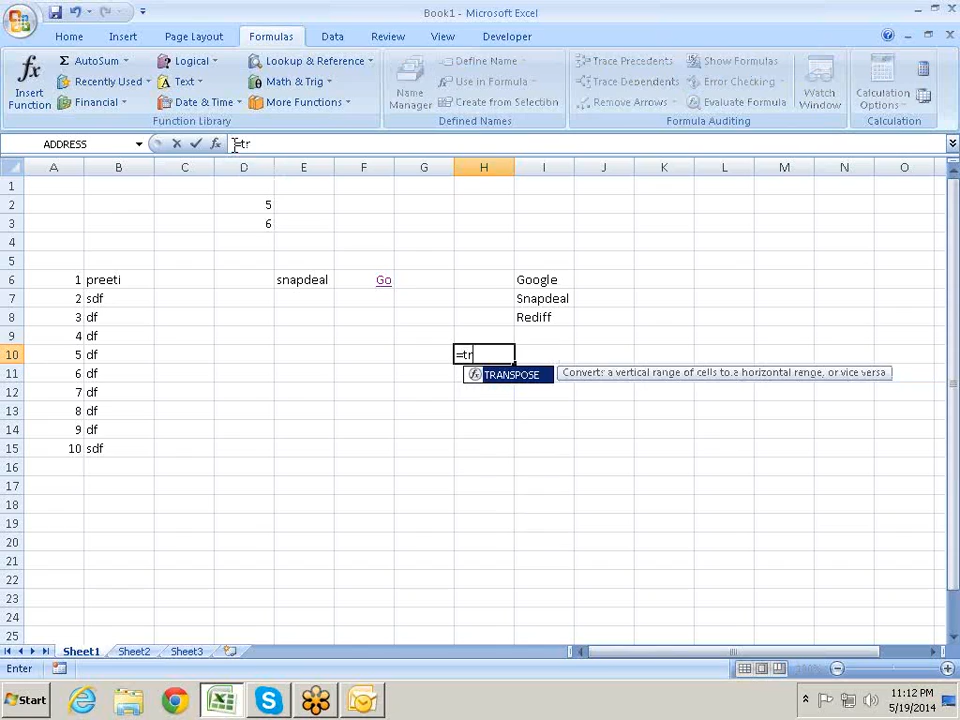 Book1 - Microsoft Excel
Home Insert Page Layout Formulas Data Review View Developer
Insert Function
AutoSum Logical Lookup & Reference
Recently Used Text Math & Trig
Financial Date & Time More Functions
Function Library
Name Manager
Define Name
Use in Formula
Create from Selection
Defined Names
Trace Precedents Show Formulas
Trace Dependents Error Checking
Remove Arrows Evaluate Formula
Formula Auditing
Watch Window
Calculation Options
Calculation
ADDRESS fx =tr
A B C D E F G H I J K L M N O
1
2 5
3 6
4
5
6 1 preeti snapdeal Go Google
7 2 sdf Snapdeal
8 3 df Rediff
9 4 df
10 5 df =tr
11 6 df TRANSPOSE Converts a vertical range of cells to a horizontal range, or vice versa
12 7 df
13 8 df
14 9 df
15 10 sdf
16
17
18
19
20
21
22
23
24
25
Sheet1 Sheet2 Sheet3
Enter
Start
11:12 PM
5/19/2014